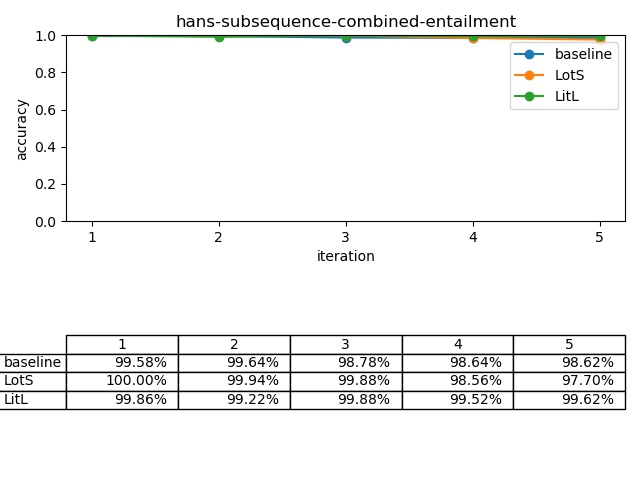 hans-subsequence-combined-entailment
1.0
0.8
0.6
0.4
0.2
0.0
accuracy
baseline
LotS
LitL
1 2 3 4 5
iteration
1 2 3 4 5
baseline 99.58% 99.64% 98.78% 98.64% 98.62%
LotS 100.00% 99.94% 99.88% 98.56% 97.70%
LitL 99.86% 99.22% 99.88% 99.52% 99.62%